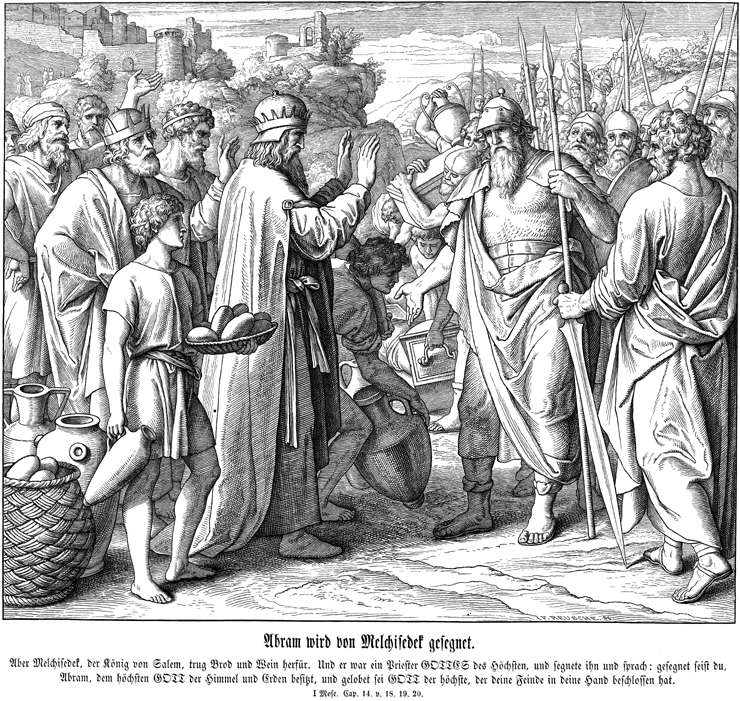 I.F. REUSCHE. SC.
Abram wird von Melchisedek gesegnet.
Aber Melchisedek, der König von Salem, trug Brod und Wein herfür. Und er war ein Priester GOTTES des Höchsten, und segnete ihn und sprach: gesegnet seist du,
Abram, dem höchsten GOTT der Himmel und Erden besitzt, und gelobet sei GOTT der höchste, der deine Feinde in deine Hand beschlossen hat.
I Mose. Cap. 14. v. 18. 19. 20.